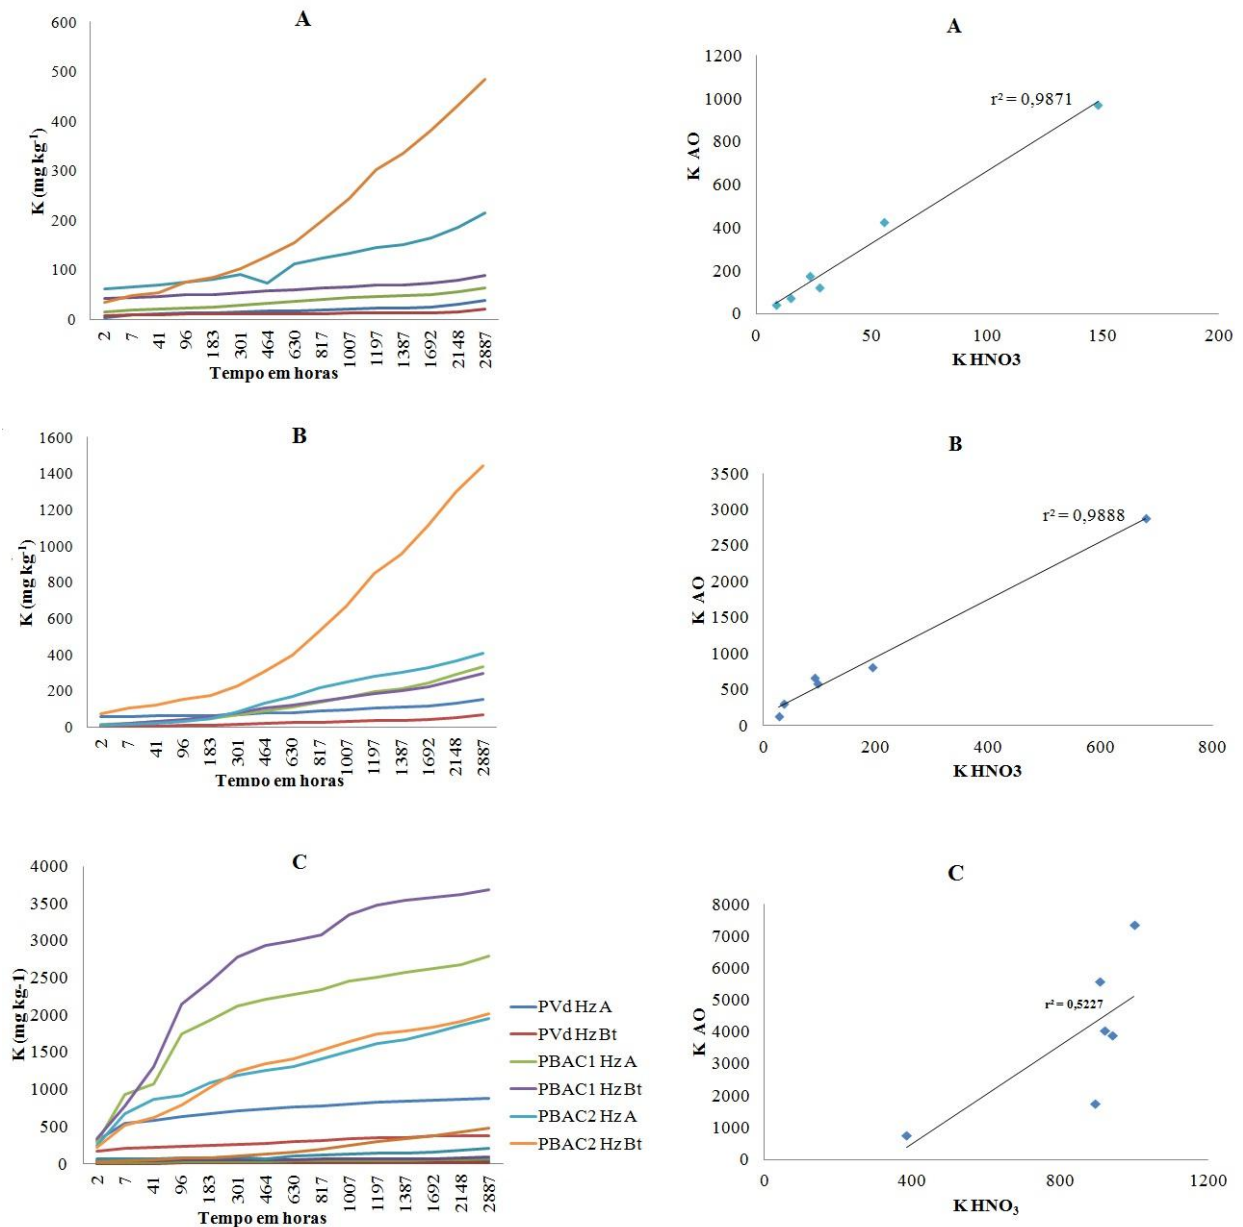 A
600
500
400
300
200
100
0
K (mg kg-1)
2 7 41 96 183 301 464 630 817 1007 1197 1387 1692 2148 2887
Tempo em horas
A
1200
1000
800
600
400
200
0
K AO
r² = 0,9871
0 50 100 150 200
K HNO3
B
1600
1400
1200
1000
800
600
400
200
0
K (mg kg-1)
2 7 41 96 183 301 464 630 817 1007 1197 1387 1692 2148 2887
Tempo em horas
B
3500
3000
2500
2000
1500
1000
500
0
K AO
r² = 0,9888
0 200 400 600 800
K HNO3
C
4000
3500
3000
2500
2000
1500
1000
500
0
K (mg kg-1)
2 7 41 96 183 301 464 630 817 1007 1197 1387 1692 2148 2887
Tempo em horas
PVd Hz A
PVd Hz Bt
PBAC1 Hz A
PBAC1 Hz Bt
PBAC2 Hz A
PBAC2 Hz Bt
C
8000
7000
6000
5000
4000
3000
2000
1000
0
K AO
r² = 0,5227
0 400 800 1200
K HNO₃